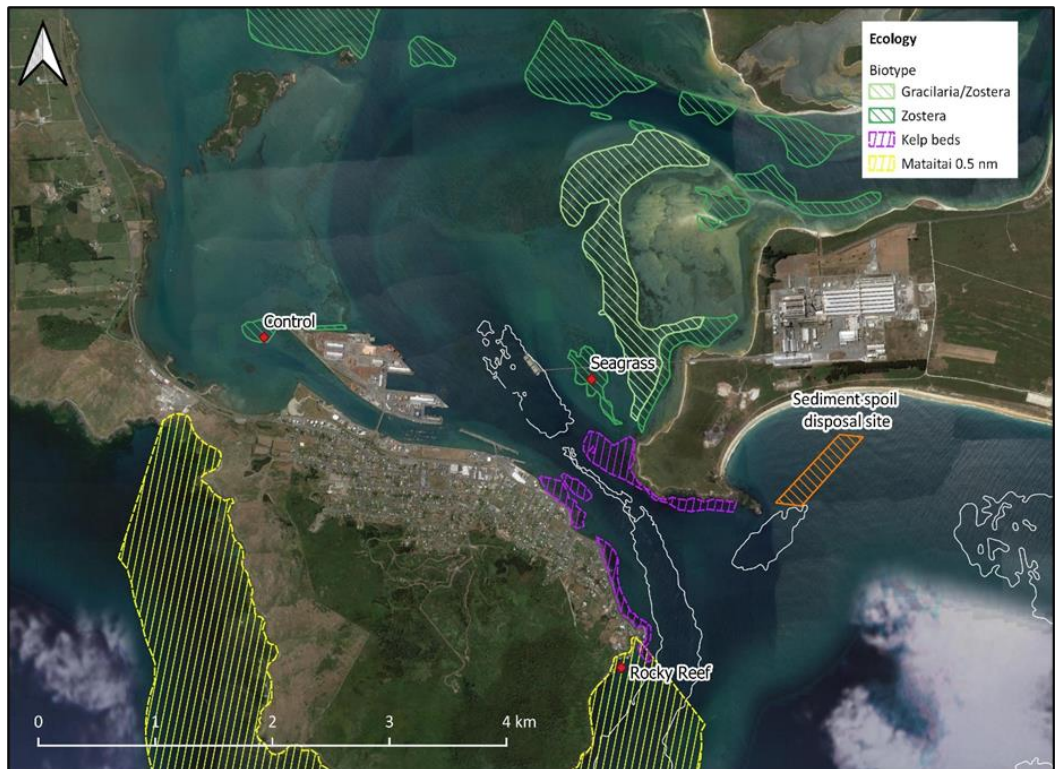 Ecology
Biotype
Gracilaria/Zostera
Zostera
Kelp beds
Mataitai 0.5 nm
Control
Seagrass
Sediment-spoil
disposal site
Rocky Reef
0 1 2 3 4 km